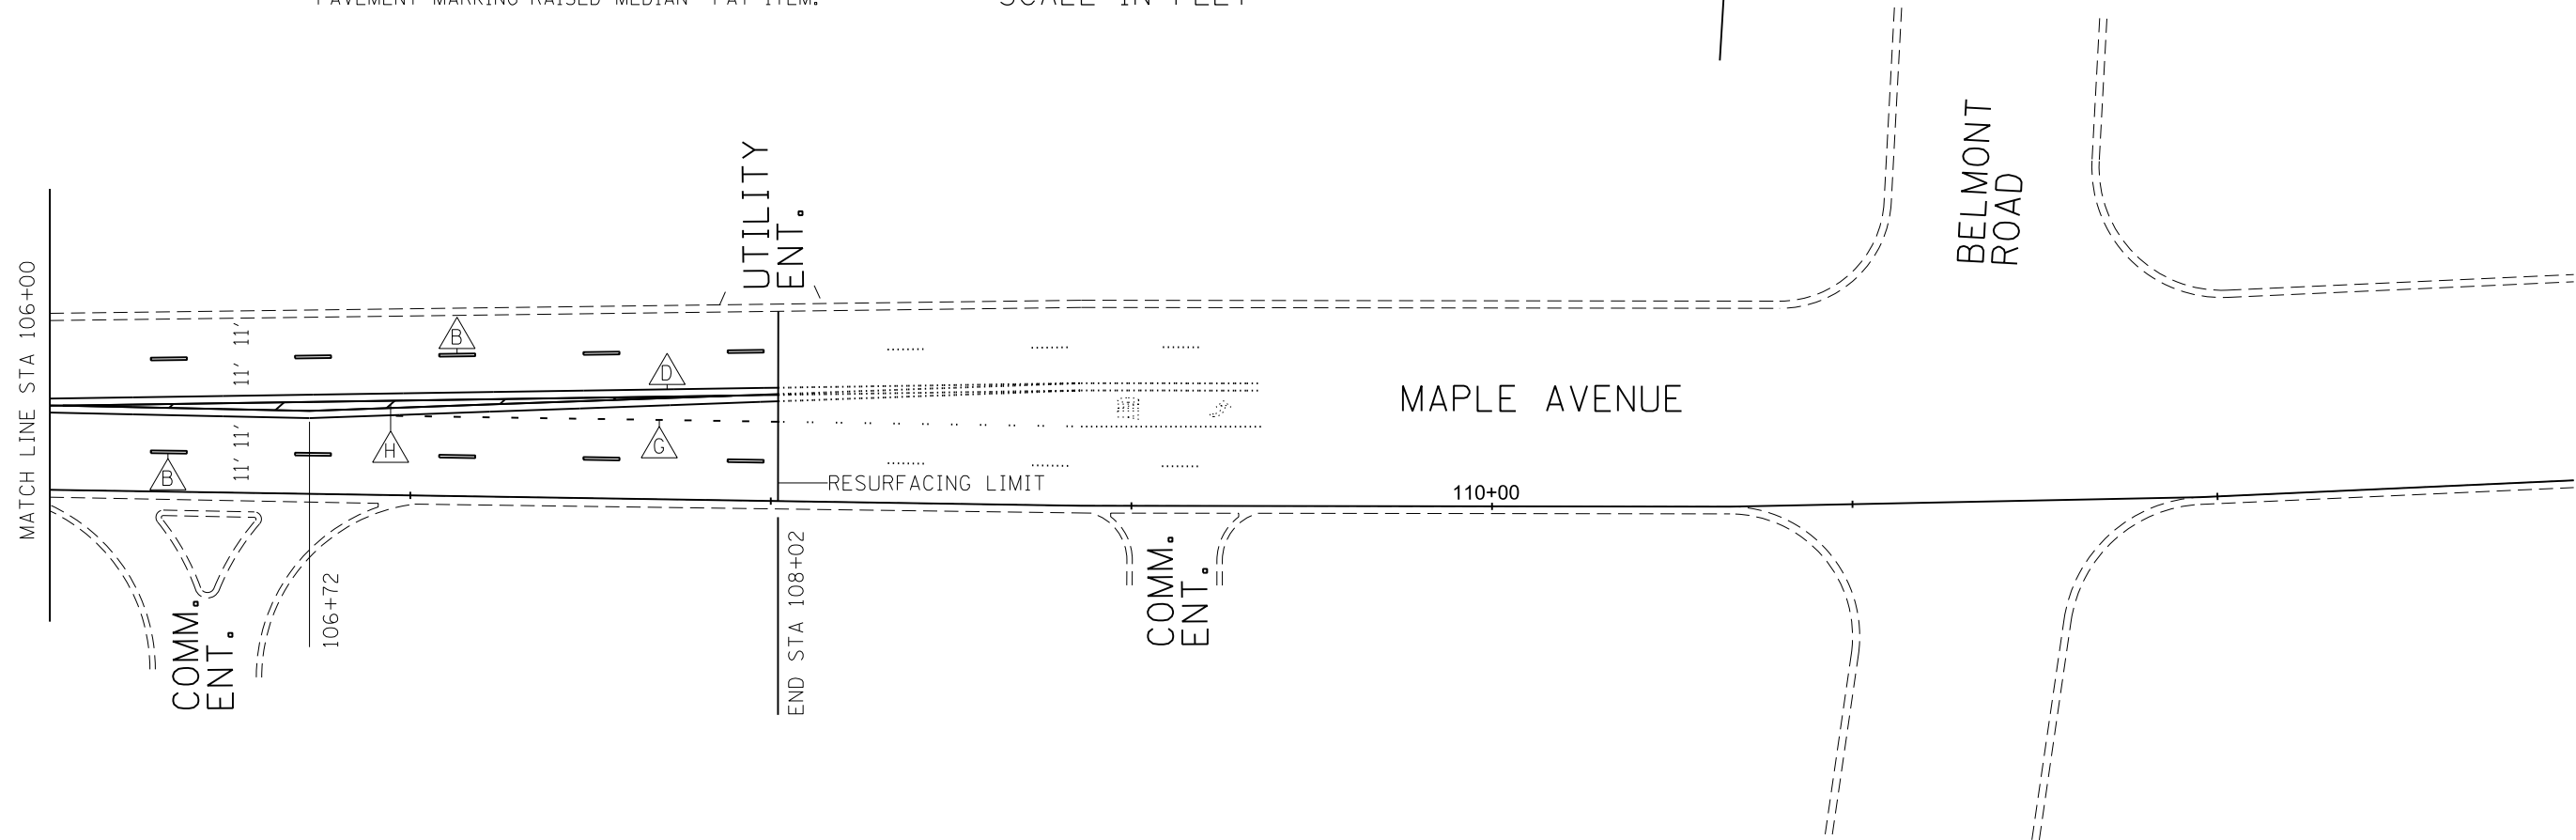 PAVEMENT MARKING RAISED MEDIAN" PAY ITEM.
SCALE IN FEET
UTILITY
ENT.
BELMONT
ROAD
MATCH LINE STA 106+00
11' 11'
B
D
MAPLE AVENUE
11' 11'
H
G
B
RESURFACING LIMIT
110+00
COMM.
ENT.
106+72
END STA 108+02
COMM.
ENT.